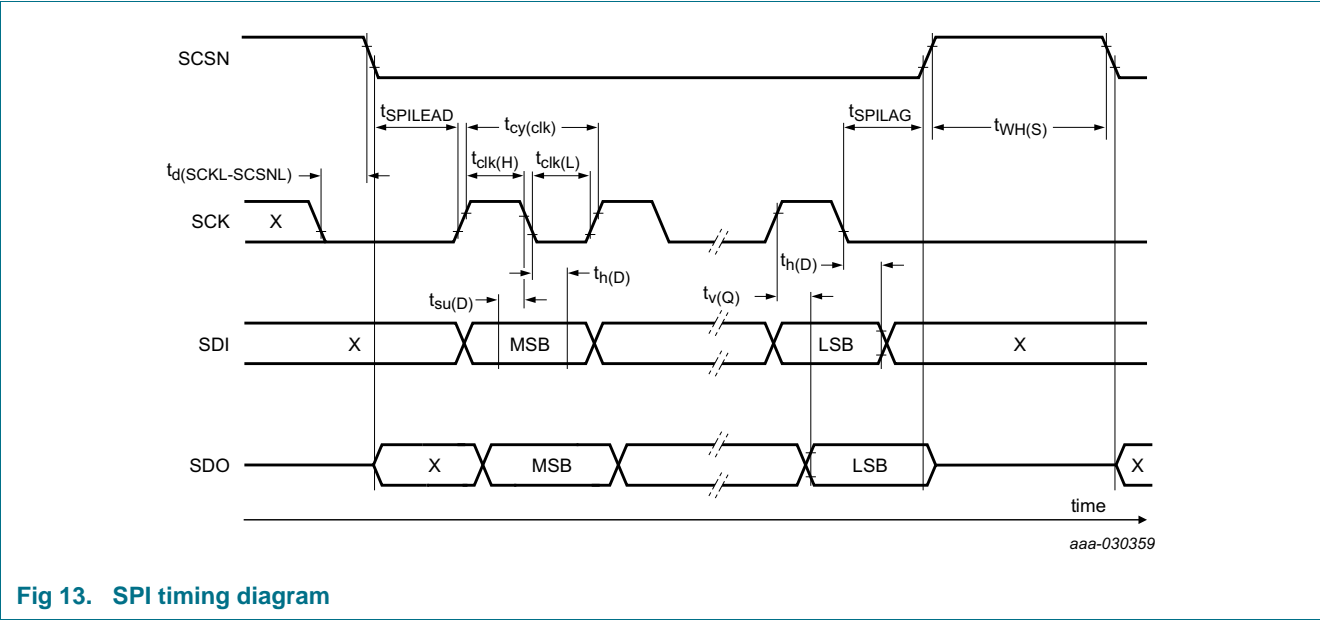 SCSN
tSPILEAD
tcy(clk)
tSPILAG
tWH(S)
tclk(H)
tclk(L)
td(SCKL-SCSNL)
SCK
X
th(D)
th(D)
tsu(D)
tv(Q)
SDI
X
MSB
LSB
X
SDO
X
MSB
LSB
X
time
aaa-030359
Fig 13. SPI timing diagram